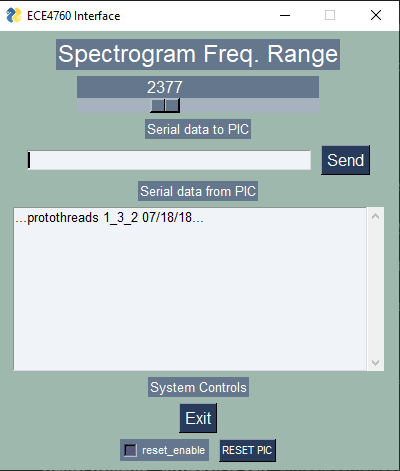 ECE4760 Interface
Spectrogram Freq. Range
2377
Serial data to PIC
Send
Serial data from PIC
...protothreads 1_3_2 07/18/18...
System Controls
Exit
reset_enable RESET PIC